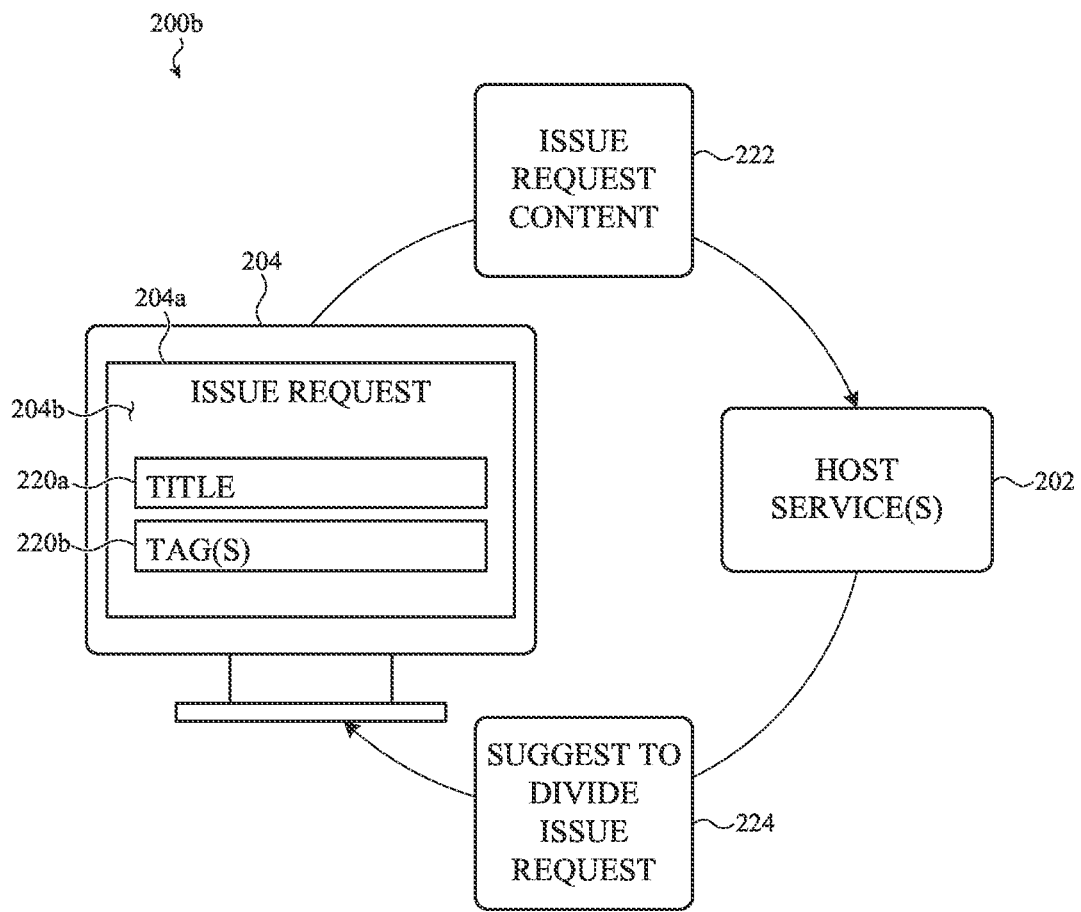 200b
ISSUE
REQUEST
CONTENT
222
204
204a
ISSUE REQUEST
204b
220a
TITLE
220b
TAG(S)
HOST
SERVICE(S)
202
SUGGEST TO
DIVIDE
ISSUE
REQUEST
224